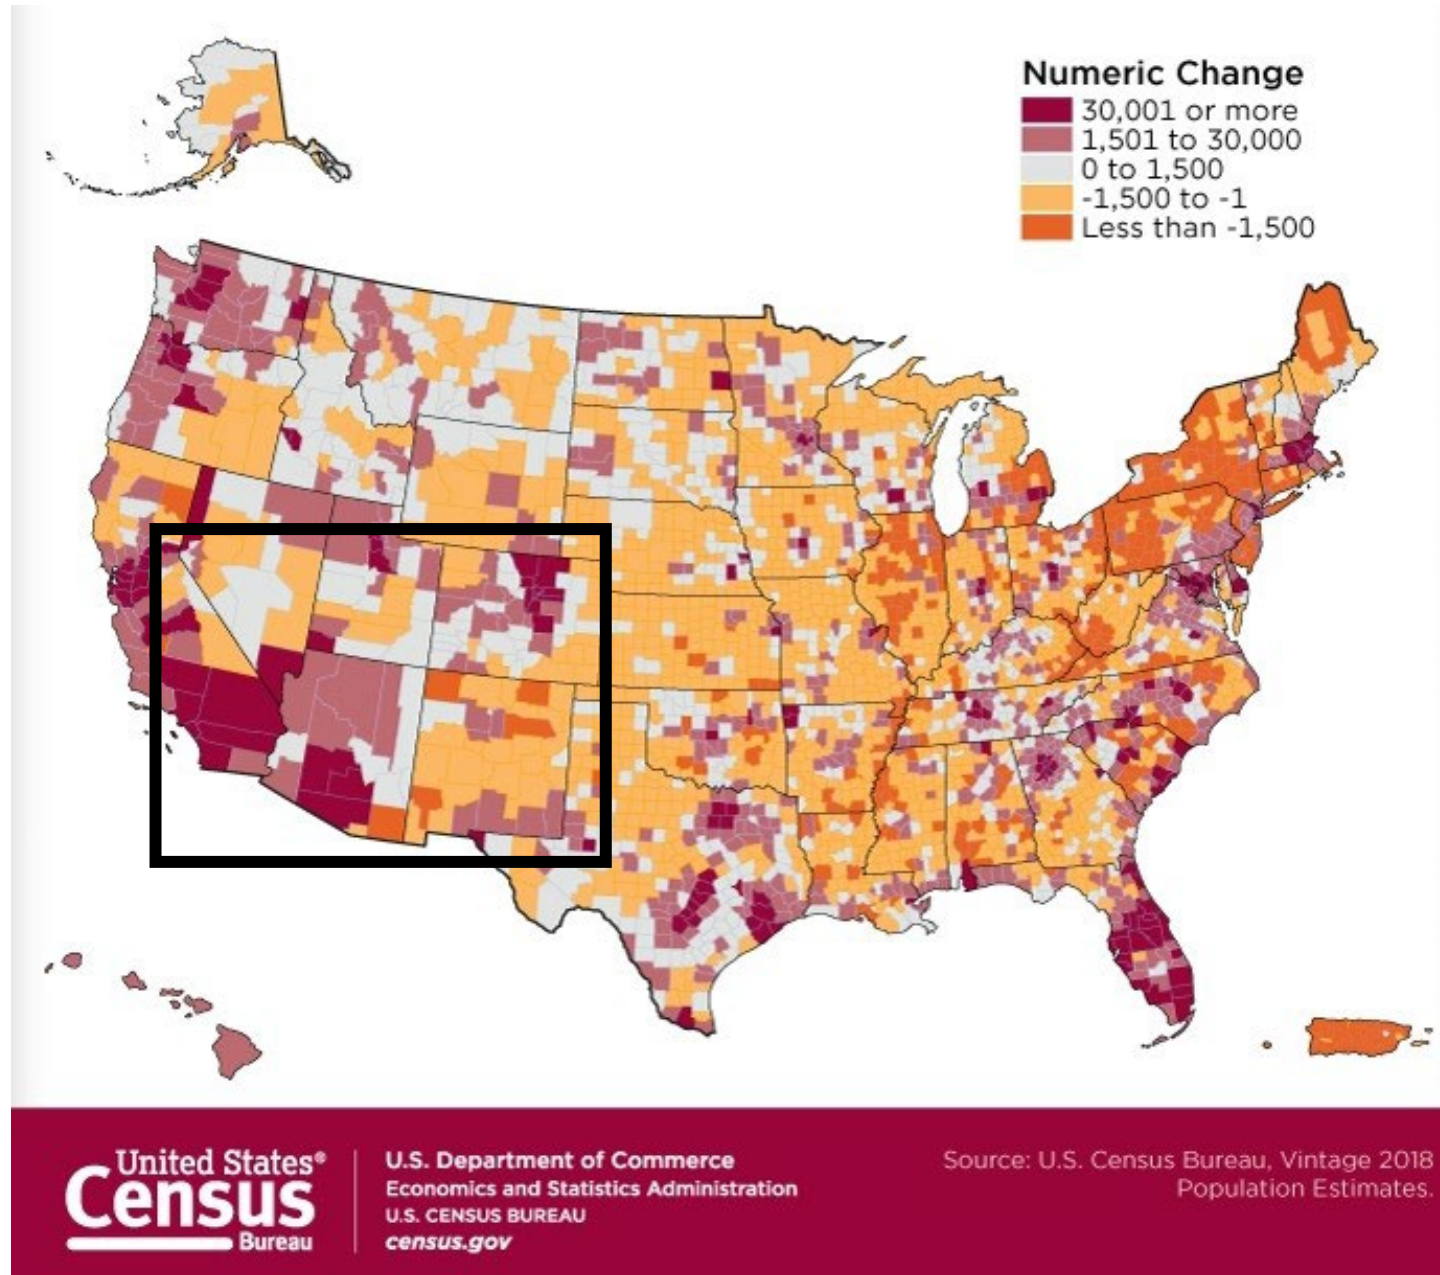 Numeric Change
30,001 or more
1,501 to 30,000
0 to 1,500
-1,500 to -1
Less than -1,500
United States®
Census
Bureau
U.S. Department of Commerce
Economics and Statistics Administration
U.S. CENSUS BUREAU
census.gov
Source: U.S. Census Bureau, Vintage 2018
Population Estimates.